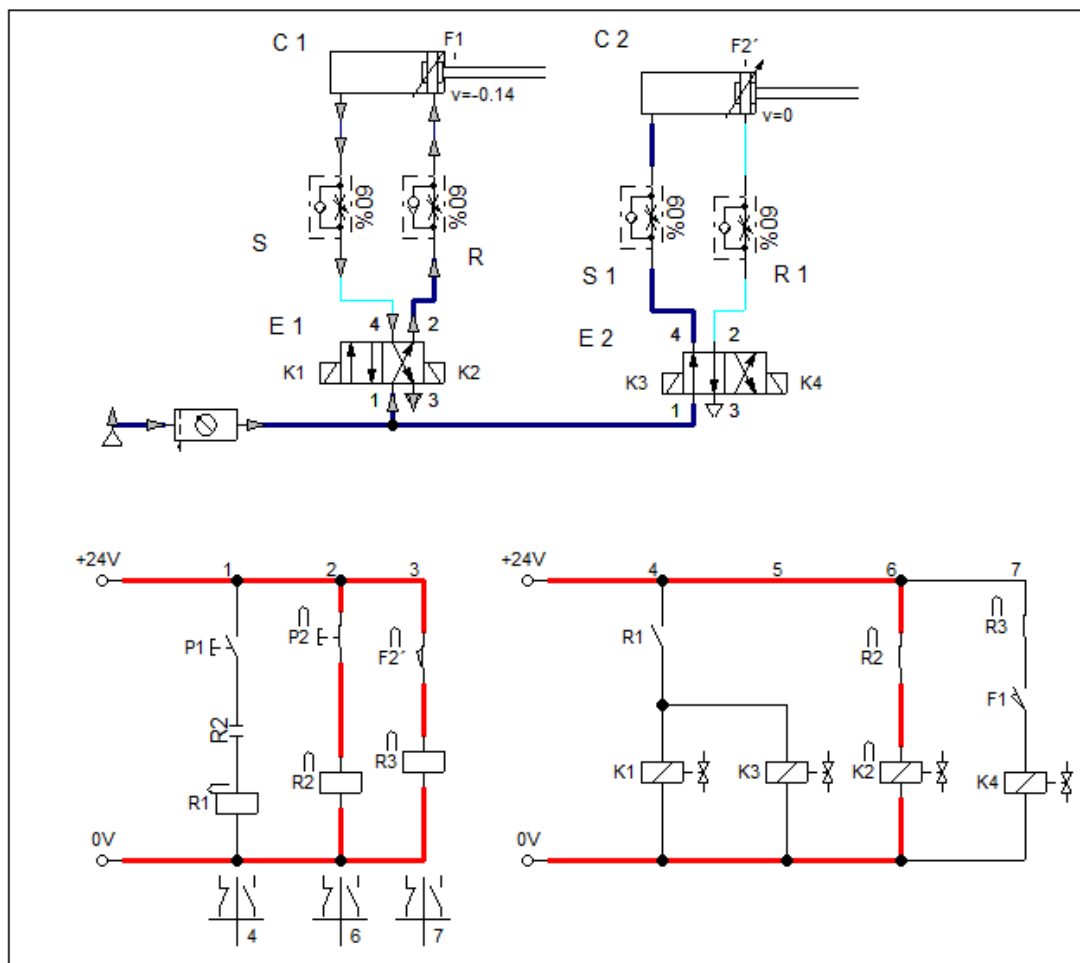 C 1
F1
C 2
F2´
v=-0.14
v=0
60%
60%
60%
60%
S
R
S 1
R 1
E 1
4
2
E 2
4
2
K1
K2
K3
K4
1
3
1
3
+24V
1
2
3
+24V
4
5
6
7
P1
P2
F2´
R1
R2
R3
R2
F1
R1
R2
R3
K1
K3
K2
K4
0V
0V
4
6
7